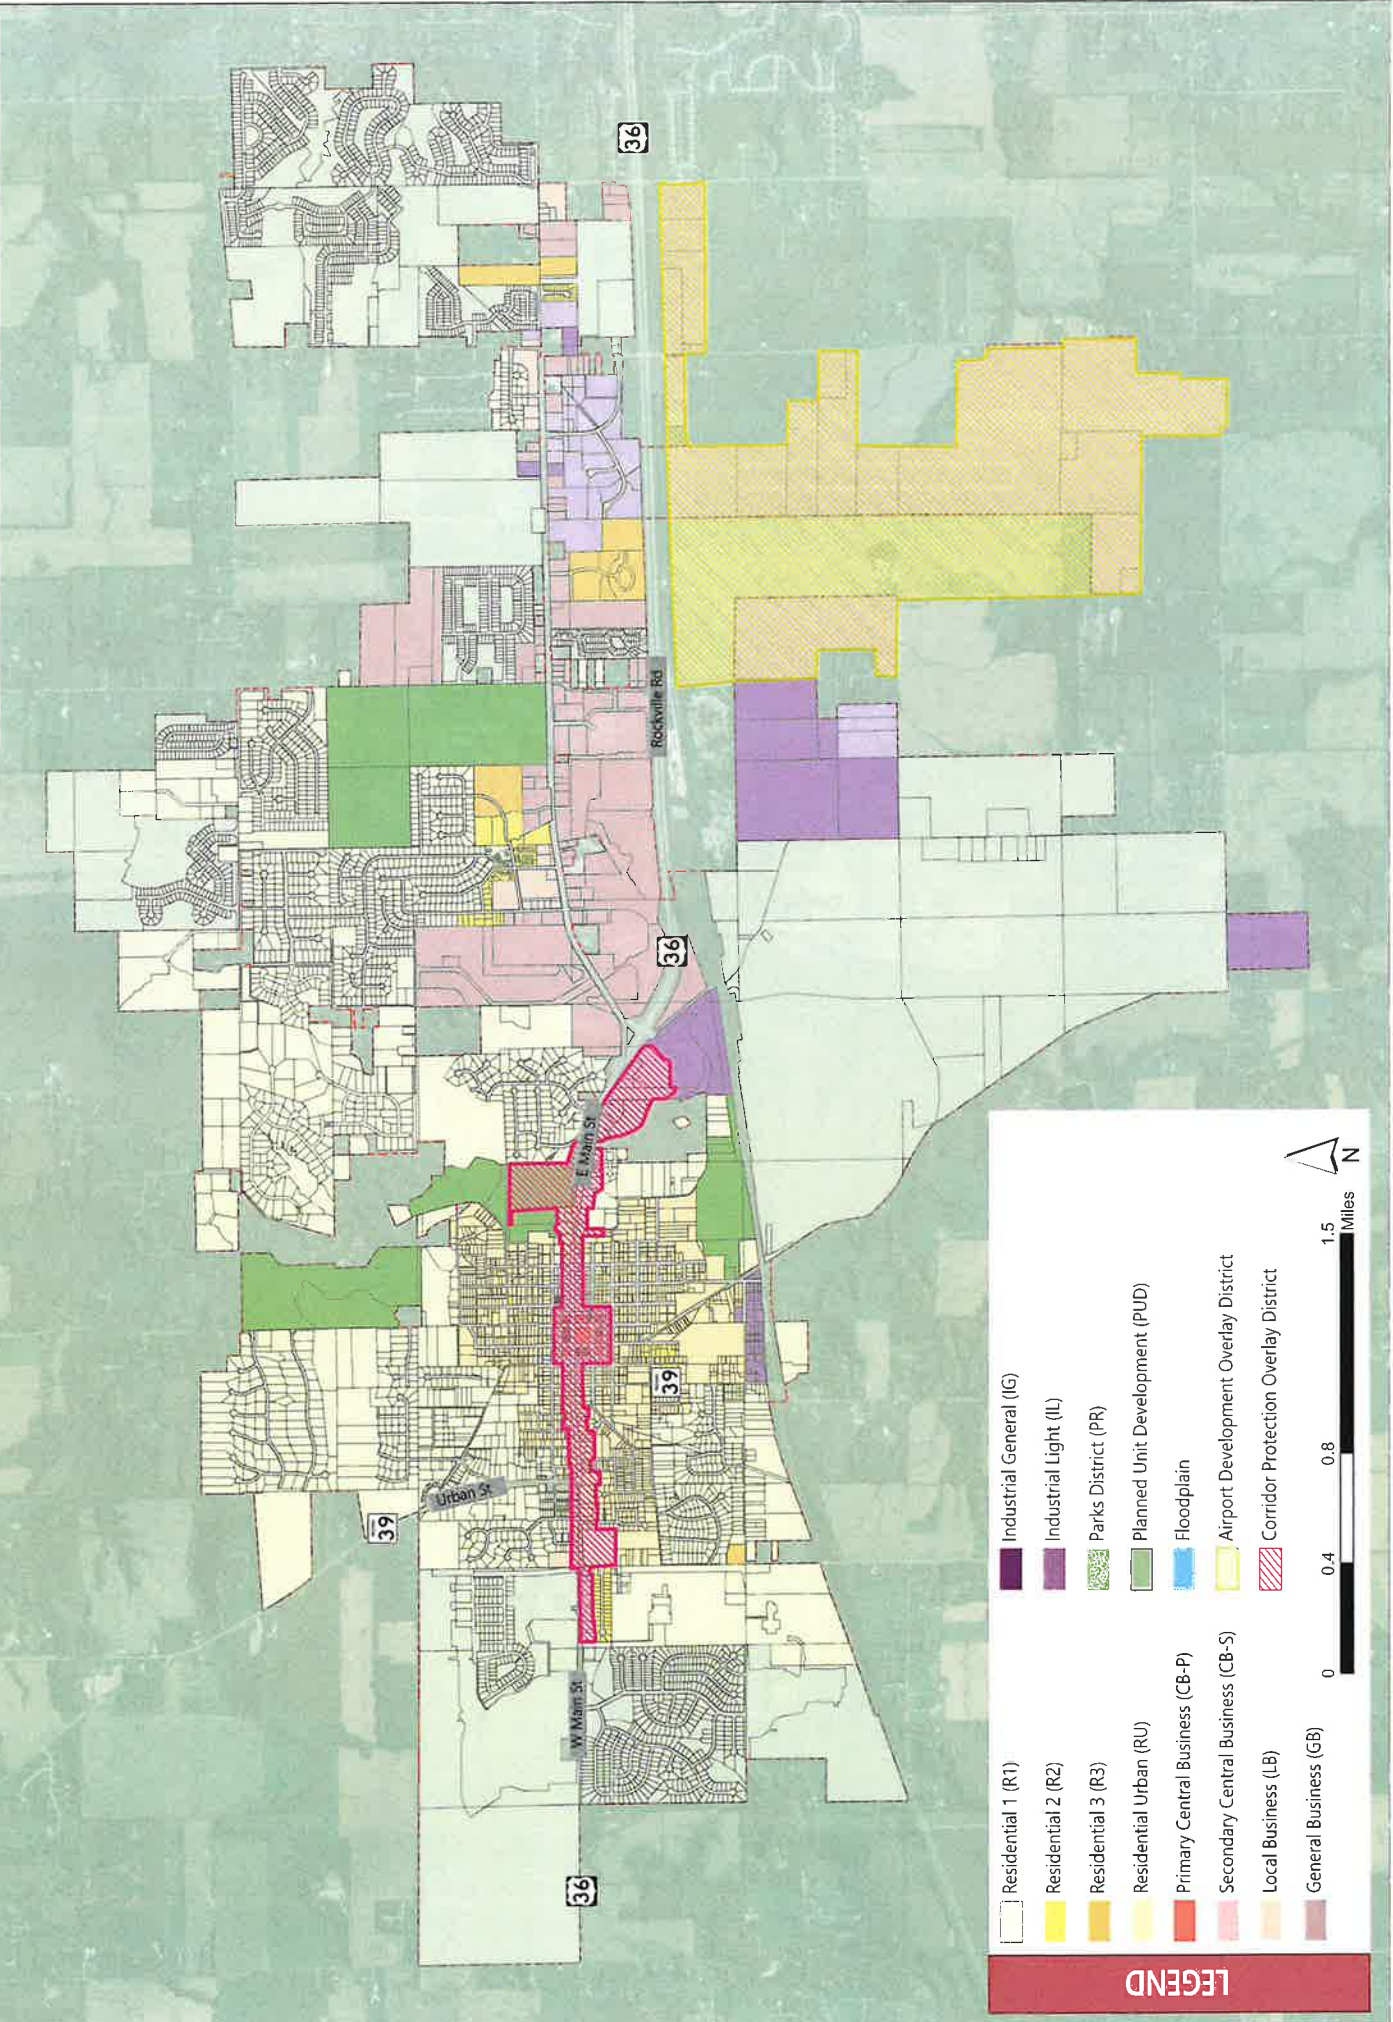 36
Rockville Rd
36
E Main St
39
Urban St
39
W Main St
36
LEGEND
Residential 1 (R1)
Residential 2 (R2)
Residential 3 (R3)
Residential Urban (RU)
Primary Central Business (CB-P)
Secondary Central Business (CB-S)
Local Business (LB)
General Business (GB)
Industrial General (IG)
Industrial Light (IL)
Parks District (PR)
Planned Unit Development (PUD)
Floodplain
Airport Development Overlay District
Corridor Protection Overlay District
0 0.4 0.8 1.5
Miles
N